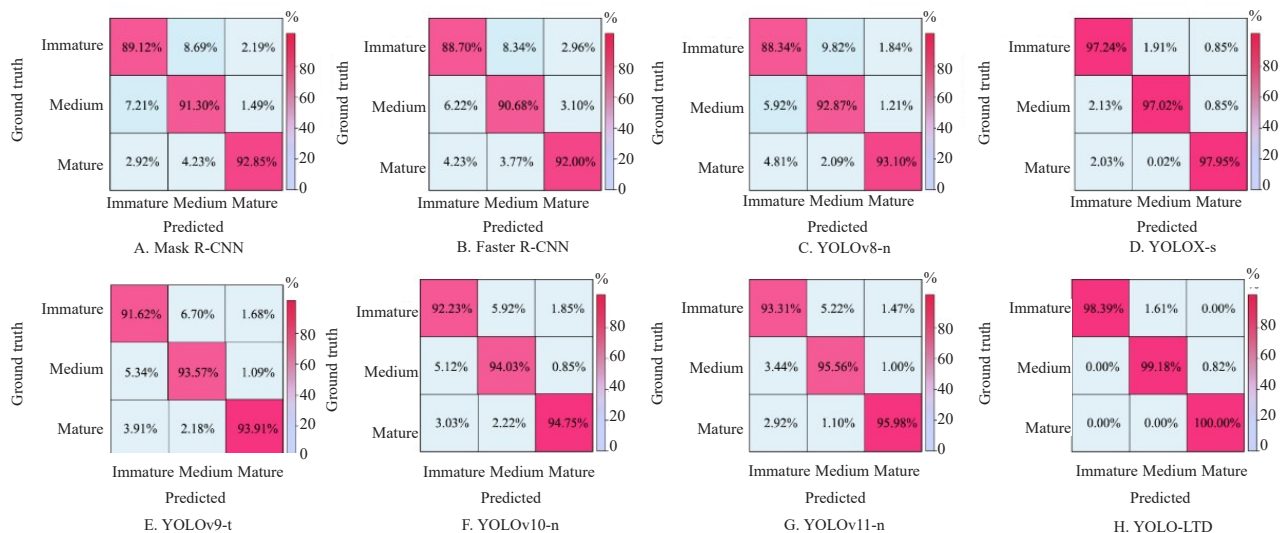 %
Immature 89.12% 8.69% 2.19% 80
Ground truth Medium 7.21% 91.30% 1.49% 60
40
Mature 2.92% 4.23% 92.85% 20
0
Immature Medium Mature
Predicted
A. Mask R-CNN
%
Immature 88.70% 8.34% 2.96% 80
Ground truth Medium 6.22% 90.68% 3.10% 60
40
Mature 4.23% 3.77% 92.00% 20
0
Immature Medium Mature
Predicted
B. Faster R-CNN
%
Immature 88.34% 9.82% 1.84% 80
Ground truth Medium 5.92% 92.87% 1.21% 60
40
Mature 4.81% 2.09% 93.10% 20
0
Immature Medium Mature
Predicted
C. YOLOv8-n
%
Immature 97.24% 1.91% 0.85% 80
Ground truth Medium 2.13% 97.02% 0.85% 60
40
Mature 2.03% 0.02% 97.95% 20
0
Immature Medium Mature
Predicted
D. YOLOX-s
%
Immature 91.62% 6.70% 1.68% 80
Ground truth Medium 5.34% 93.57% 1.09% 60
40
Mature 3.91% 2.18% 93.91% 20
0
Immature Medium Mature
Predicted
E. YOLOv9-t
%
Immature 92.23% 5.92% 1.85% 80
Ground truth Medium 5.12% 94.03% 0.85% 60
40
Mature 3.03% 2.22% 94.75% 20
0
Immature Medium Mature
Predicted
F. YOLOv10-n
%
Immature 93.31% 5.22% 1.47% 80
Ground truth Medium 3.44% 95.56% 1.00% 60
40
Mature 2.92% 1.10% 95.98% 20
0
Immature Medium Mature
Predicted
G. YOLOv11-n
%
Immature 98.39% 1.61% 0.00% 80
Ground truth Medium 0.00% 99.18% 0.82% 60
40
Mature 0.00% 0.00% 100.00% 20
0
Immature Medium Mature
Predicted
H. YOLO-LTD